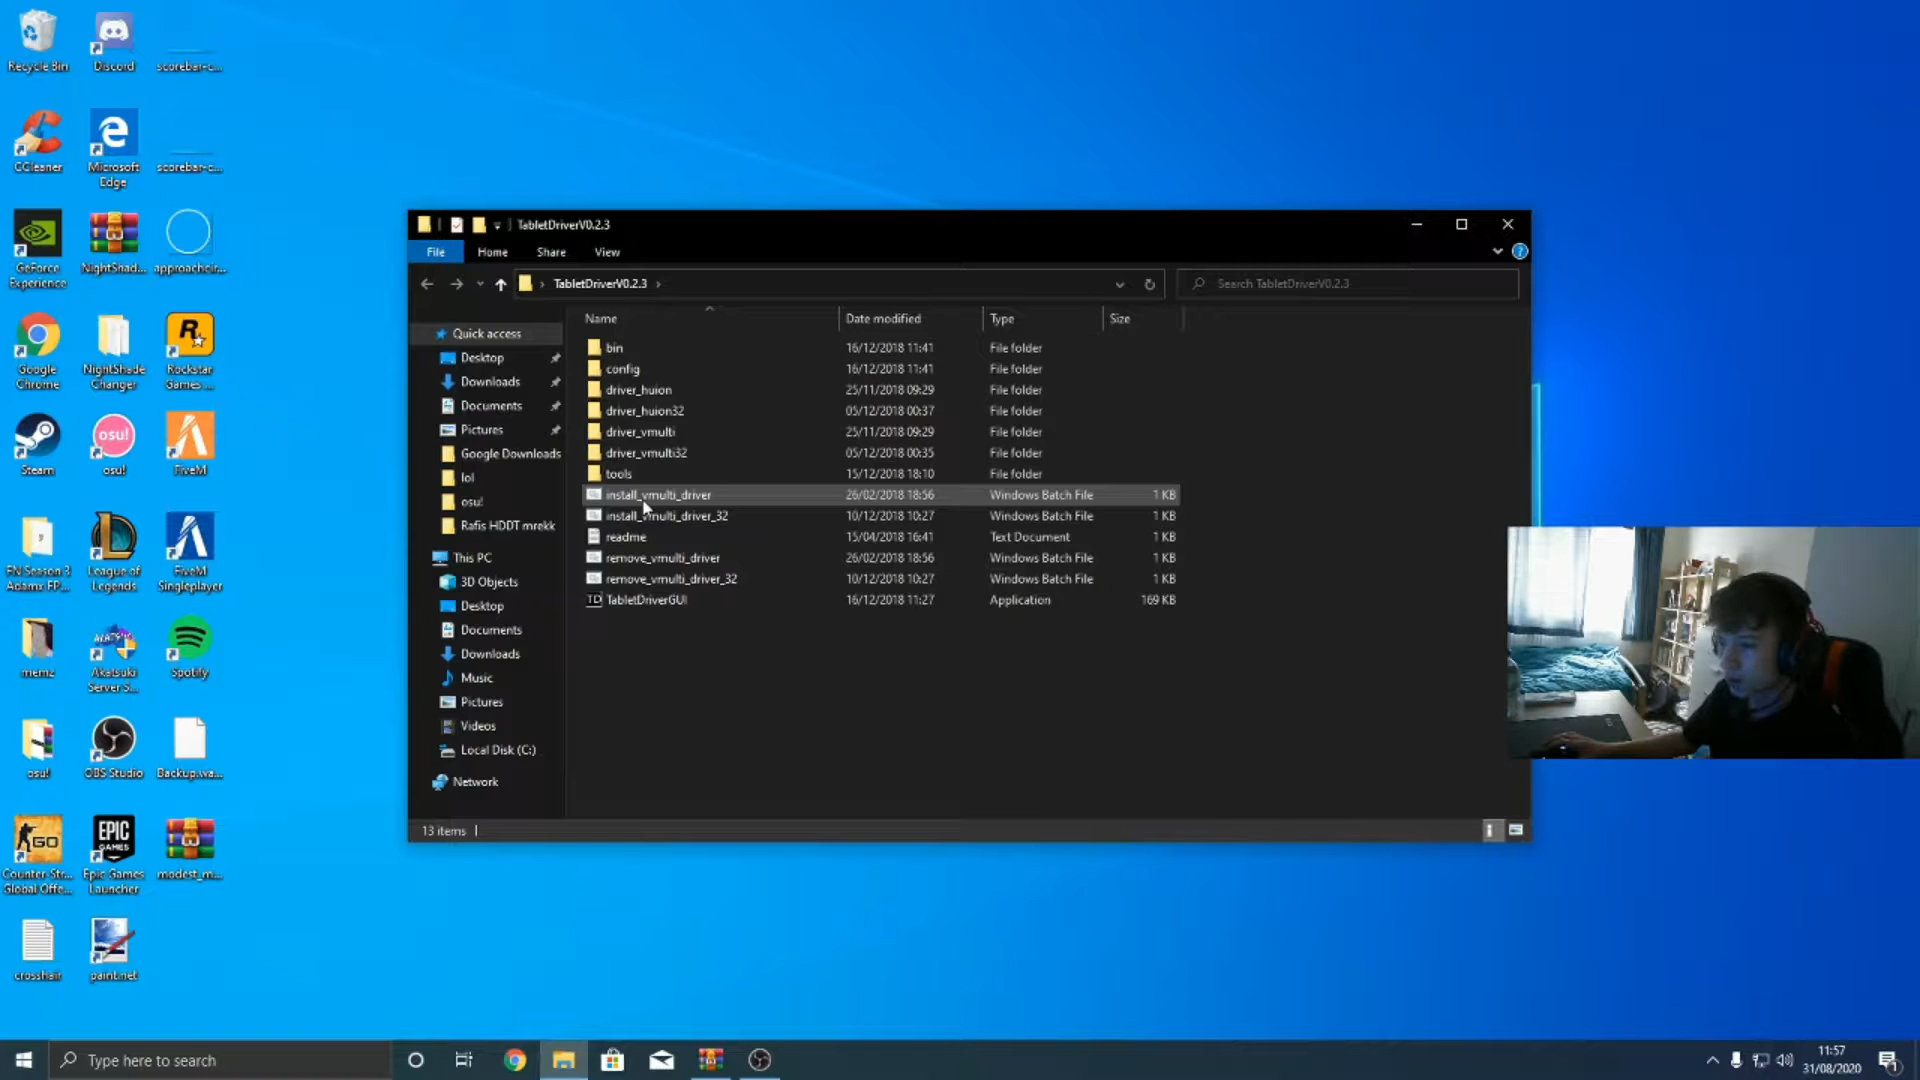 Recycle Bin
Discord
scorebar-c...
CCleaner
Microsoft
Edge
scorebar-c...
GeForce
Experience
NightShad...
approachcir...
Google
Chrome
NightShade
Changer
Rockstar
Games ...
Steam
osu!
osu!
FiveM
FN Season 3
Adamx FP...
League of
Legends
FiveM
Singleplayer
memz
Akatsuki
Server S...
Spotify
osu!
OBS Studio
Backup.wa...
GO
Counter-Str...
Global Offe...
EPIC
GAMES
Epic Games
Launcher
modest_m...
crosshair
paint.net
TabletDriverV0.2.3
File
Home
Share
View
TabletDriverV0.2.3
Search TabletDriverV0.2.3
Name
Date modified
Type
Size
Quick access
Desktop
Downloads
Documents
Pictures
Google Downloads
lol
osu!
Rafis HDDT mrekk
This PC
3D Objects
Desktop
Documents
Downloads
Music
Pictures
Videos
Local Disk (C:)
Network
bin 16/12/2018 11:41 File folder
config 16/12/2018 11:41 File folder
driver_huion 25/11/2018 09:29 File folder
driver_huion32 05/12/2018 00:37 File folder
driver_vmulti 25/11/2018 09:29 File folder
driver_vmulti32 05/12/2018 00:35 File folder
tools 15/12/2018 18:10 File folder
install_vmulti_driver 26/02/2018 18:56 Windows Batch File 1 KB
install_vmulti_driver_32 10/12/2018 10:27 Windows Batch File 1 KB
readme 15/04/2018 16:41 Text Document 1 KB
remove_vmulti_driver 26/02/2018 18:56 Windows Batch File 1 KB
remove_vmulti_driver_32 10/12/2018 10:27 Windows Batch File 1 KB
TD TabletDriverGUI 16/12/2018 11:27 Application 169 KB
13 items
Type here to search
11:57
31/08/2020
1